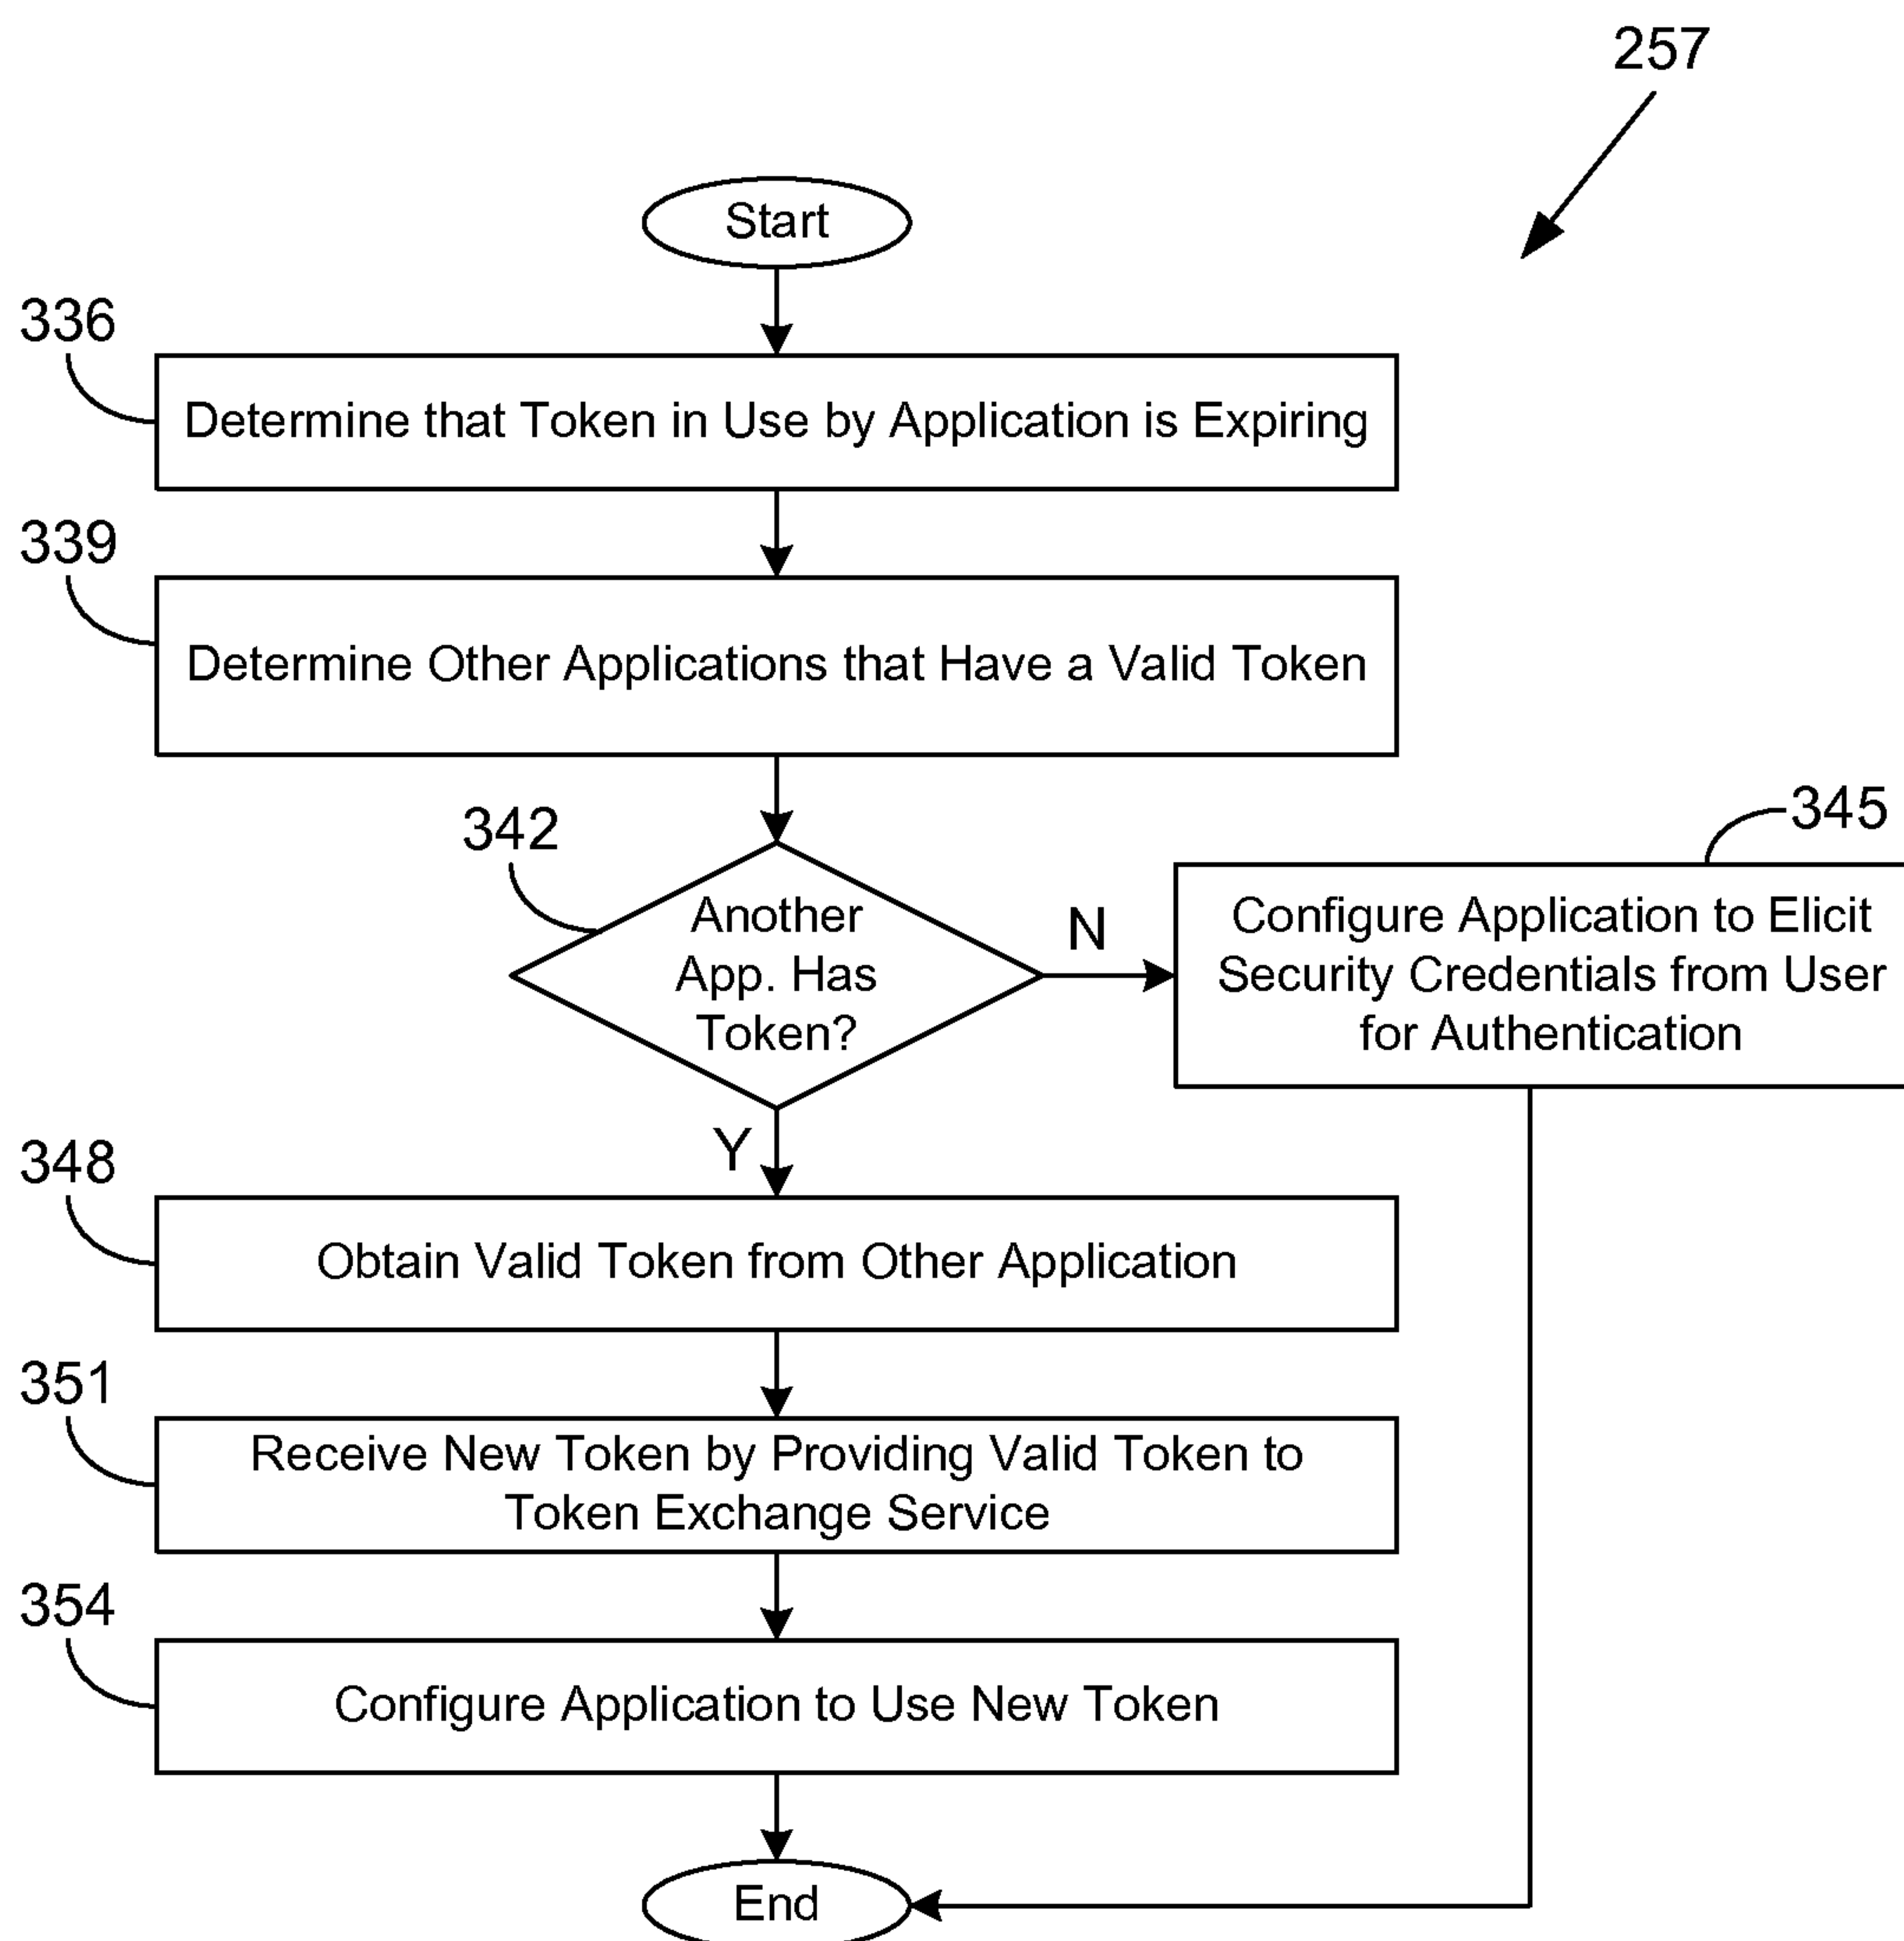 257
Start
336
Determine that Token in Use by Application is Expiring
339
Determine Other Applications that Have a Valid Token
342
Another
App. Has
Token?
N
345
Configure Application to Elicit
Security Credentials from User
for Authentication
Y
348
Obtain Valid Token from Other Application
351
Receive New Token by Providing Valid Token to
Token Exchange Service
354
Configure Application to Use New Token
End